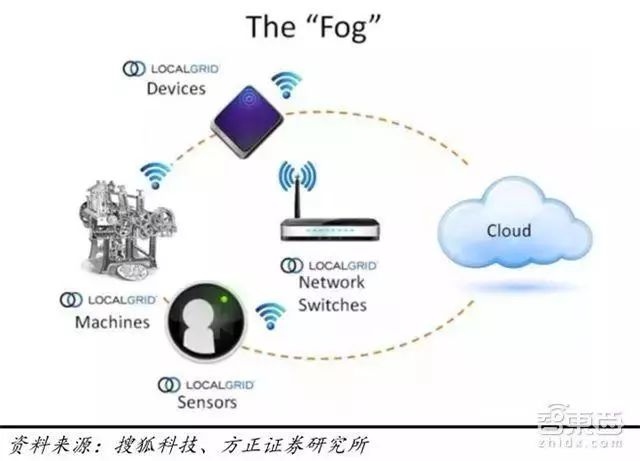 The "Fog"
LOCALGRID
Devices
Cloud
LOCALGRID
Network
Switches
LOCALGRID
Machines
LOCALGRID
Sensors
资料来源：搜狐科技、方正证券研究所
智東西
zhidx.com